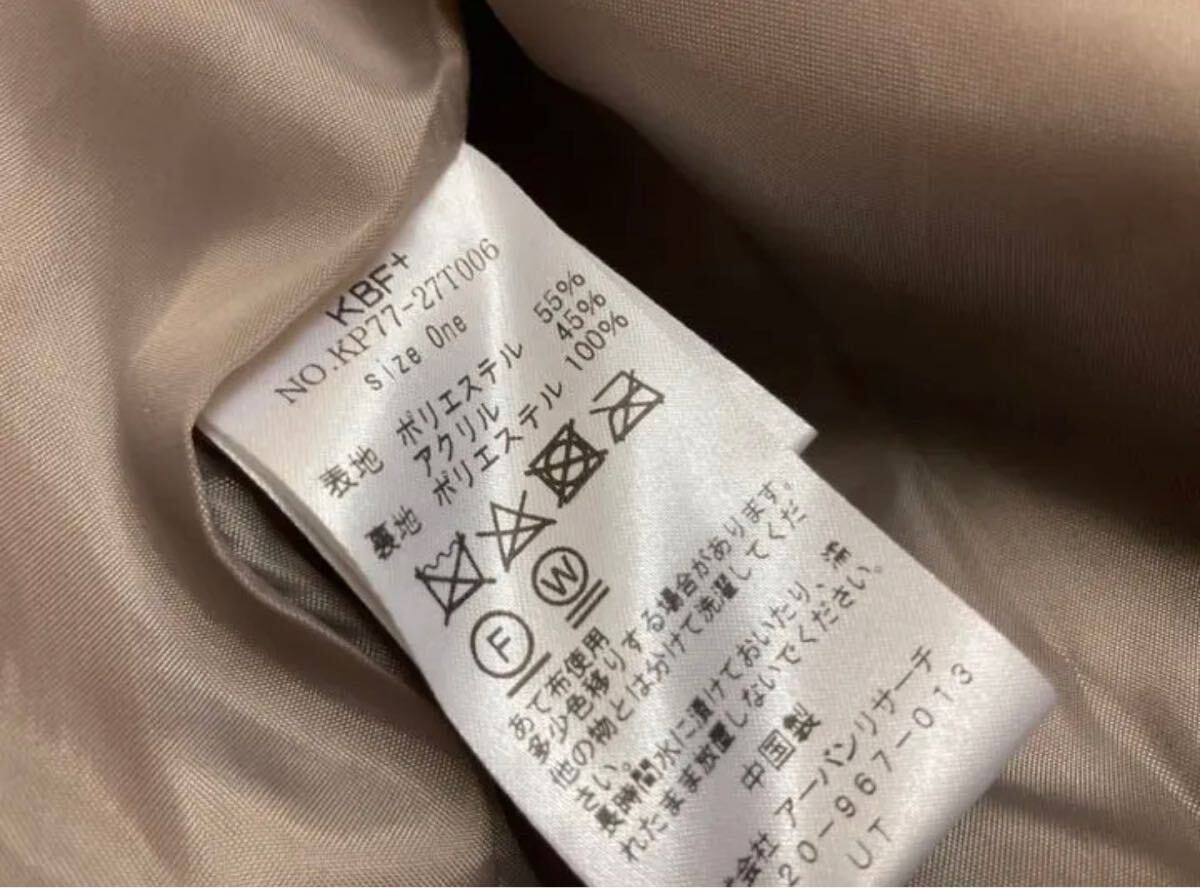 KBF+
NO.KP77-27T006
size One
表地 ポリエステル 55%
アクリル 45%
裏地 ポリエステル 100%
F W
あて布使用
多少色移りする場合があります。
他の物とは分けて洗濯してくだ
さい。
長時間水に漬けておいたり、濡
れたまま放置しないでください。
中国製
式会社 アーバンリサーチ
20-967-013
UT